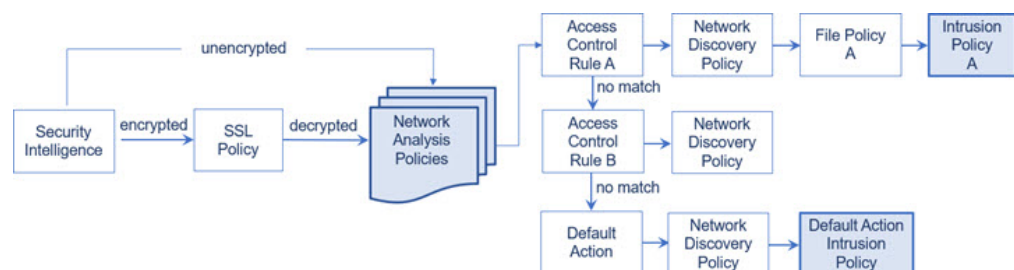 unencrypted
Security
Intelligence
encrypted
SSL
Policy
decrypted
Network
Analysis
Policies
Access
Control
Rule A
Network
Discovery
Policy
File Policy
A
Intrusion
Policy
A
no match
Access
Control
Rule B
Network
Discovery
Policy
no match
Default
Action
Network
Discovery
Policy
Default Action
Intrusion
Policy